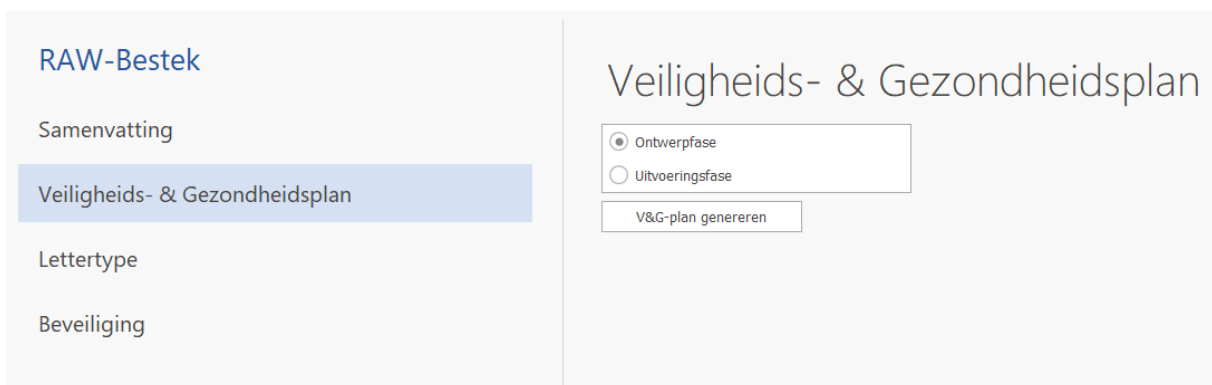 RAW-Bestek
Samenvatting
Veiligheids- & Gezondheidsplan
Lettertype
Beveiliging
Veiligheids- & Gezondheidsplan
Ontwerpfase
Uitvoeringsfase
V&G-plan genereren